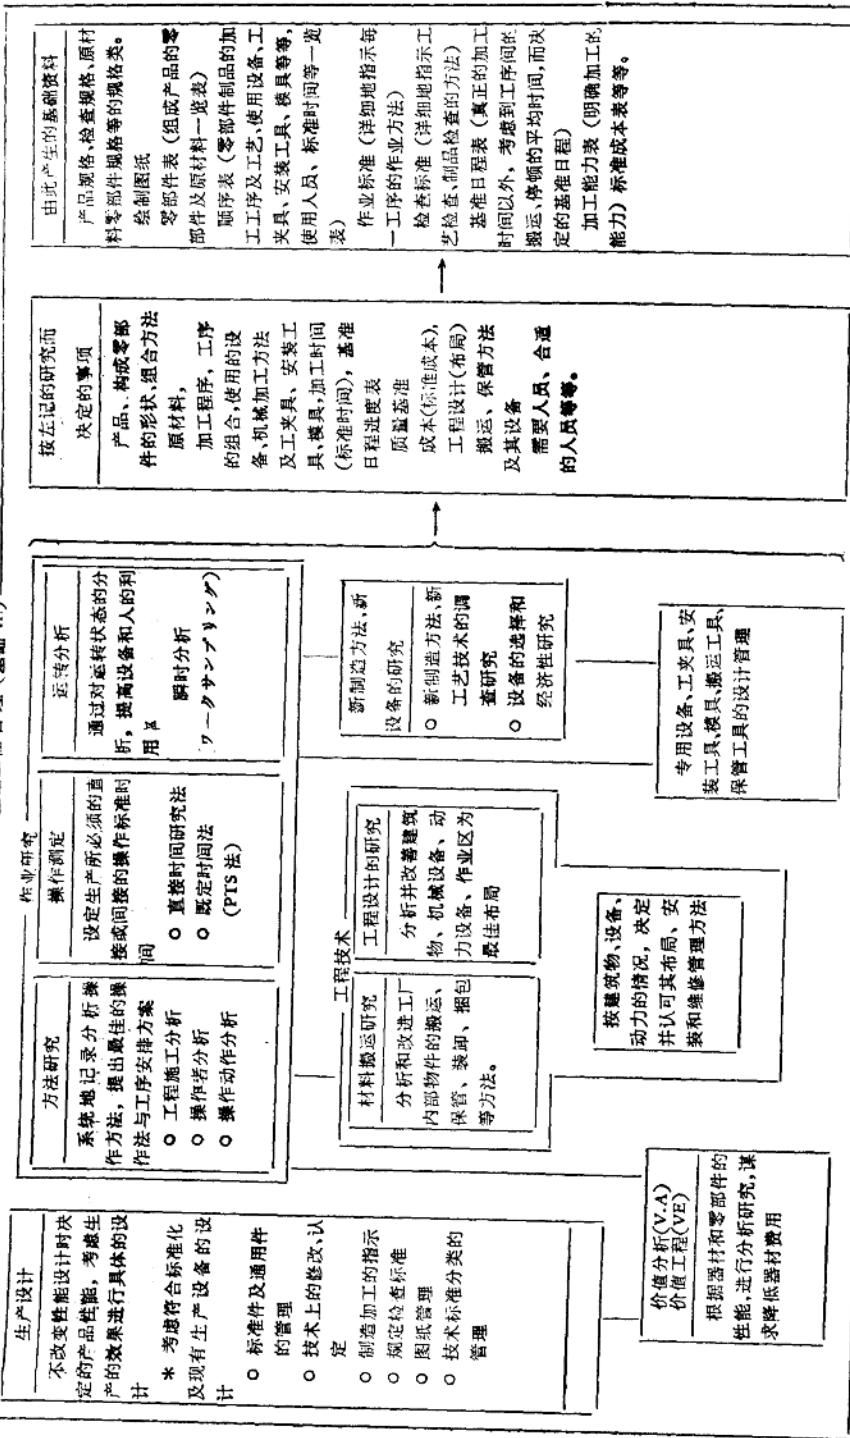 生产设计
不改变性能设计时决
定的产品性能，考虑生
产的效果进行具体的设
计
* 考虑符合标准化
及现有生产设备的设
计
○ 标准件及通用件
的管理
○ 技术上的修改、认
定
○ 制造加工的指示
○ 规定检查标准
○ 图纸管理
○ 技术标准分类的
管理
价值分析(V.A)
价值工程(VE)
根据器材和零部件的
性能，进行分析研究，谋
求降低器材费用
作业研究
方法研究
系统地记录分析操
作方法，提出最佳的操
作法与工序安排方案
○ 工程施工分析
○ 操作者分析
○ 操作动作分析
操作测定
设定生产所必须的直
接或间接的操作标准时
间
○ 直接时间研究法
○ 既定时间法
(PTS法)
运转分析
通过对运转状态的分
析，提高设备和人的利
用
瞬时分析
(ワークサンプリング)
工程技术
材料搬运研究
分析和改进工厂
内部物件的搬运、
保管、装卸、捆包
等方法。
工程设计的研究
分析并改善建筑
物、机械设备、动
力设备、作业区为
最佳布局
新制造方法、新
设备的研究
○ 新制造方法、新
工艺技术的调
查研究
○ 设备的选择和
经济性研究
按建筑物、设备、
动力的情况，决定
并认可其布局、安
装和维修管理方法
专用设备、工夹具、安
装工具、模具、搬运工具、
保管工具的设计管理
按左记的研究而
决定的事项
产品、构成零部
件的形状、组合方法
原材料，
加工程序，工序
的组合，使用的设
备、机械加工方法
及工夹具、安装工
具，模具，加工时间
(标准时间)，基准
日程进度表
质量基准
成本(标准成本)，
工程设计(布局)
搬运、保管方法
及其设备
需要人员、合适
的人员等等。
由此产生的基础资料
产品规格、检查规格、原材
料零部件规格等的规格类。
绘制图纸
零部件表（组成产品的零
部件及原材料一览表）
顺序表（零部件制品的加
工工序及工艺、使用设备、工
夹具、安装工具、模具等等，
使用人员、标准时间等一览
表）
作业标准（详细地指示每
一工序的作业方法）
检查标准（详细地指示工
艺检查、制品检查的方法）
基准日程表（真正的加工
时间以外，考虑到工序间的
搬运、停顿的平均时间，而决
定的基准日程）
加工能力表（明确加工的
能力）标准成本表等等。